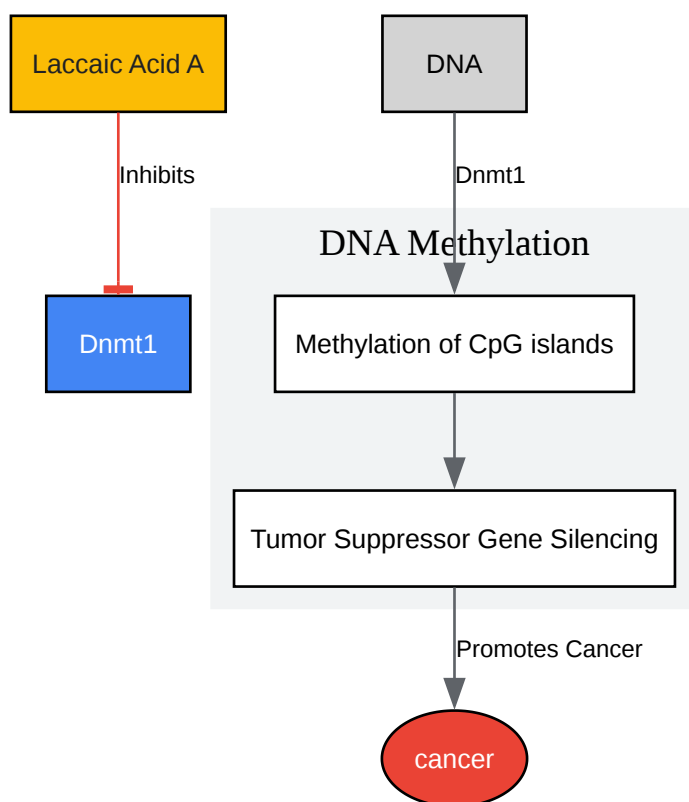 Laccaic Acid A
DNA
Inhibits
Dnmt1
DNA Methylation
Dnmt1
Methylation of CpG islands
Tumor Suppressor Gene Silencing
Promotes Cancer
cancer